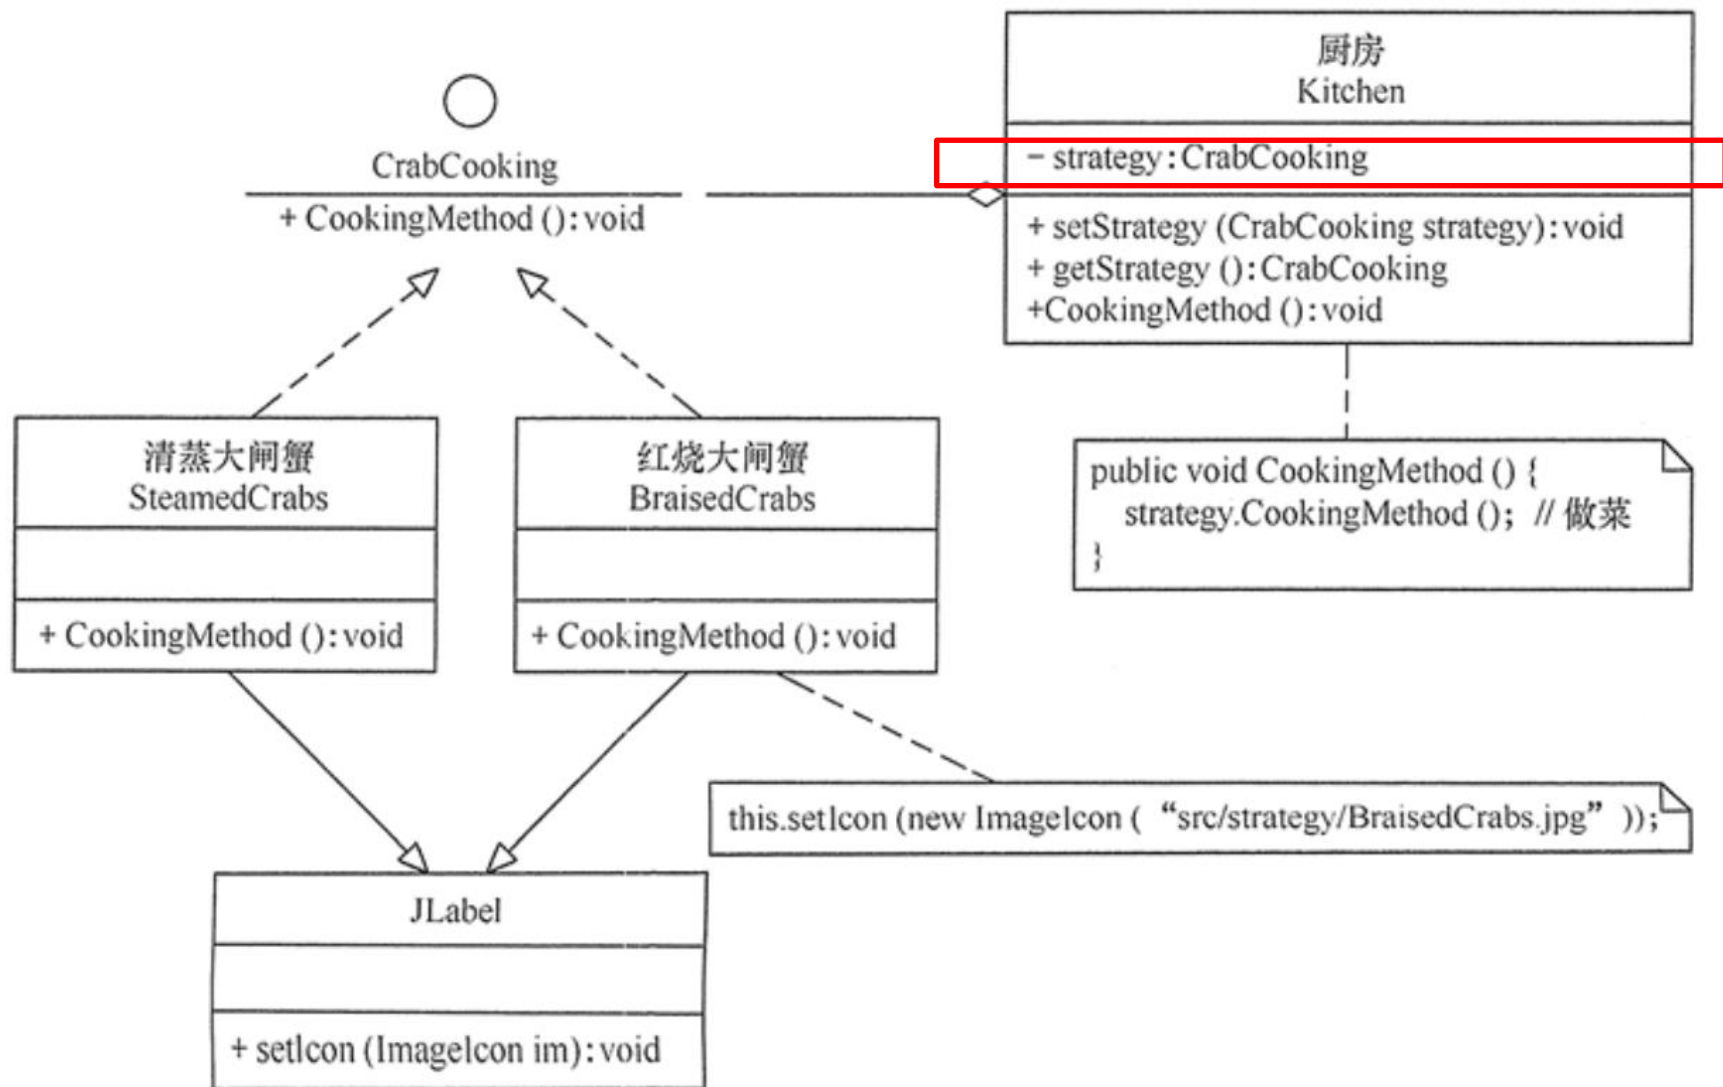 CrabCooking
+ CookingMethod ( ): void
厨房
Kitchen
− strategy: CrabCooking
+ setStrategy (CrabCooking strategy): void
+ getStrategy ( ): CrabCooking
+CookingMethod ( ): void
清蒸大闸蟹
SteamedCrabs
+ CookingMethod ( ): void
红烧大闸蟹
BraisedCrabs
+ CookingMethod ( ): void
public void CookingMethod ( ) {
strategy.CookingMethod ( ); // 做菜
}
this.setIcon (new ImageIcon ( “src/strategy/BraisedCrabs.jpg” ));
JLabel
+ setIcon (ImageIcon im): void